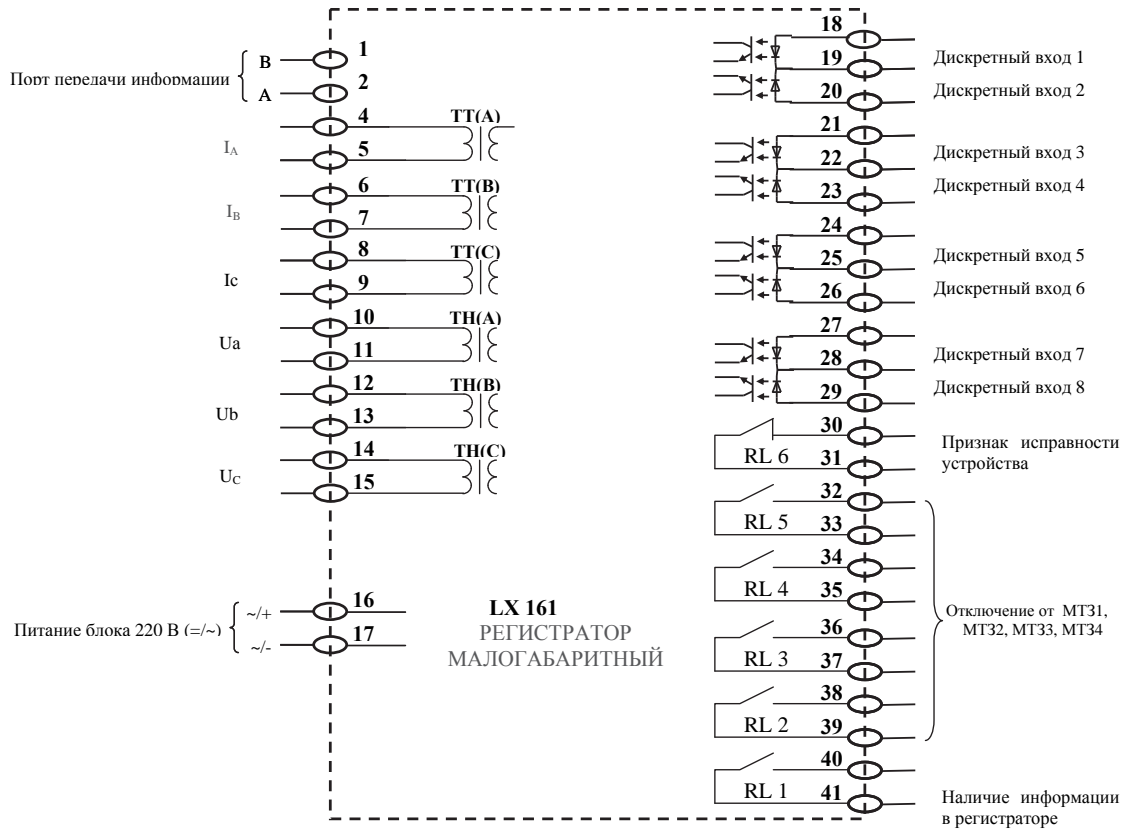 Порт передачи информации
B
1
A
2
I_A
4
TT(A)
5
I_B
6
TT(B)
7
Ic
8
TT(C)
9
Ua
10
TH(A)
11
Ub
12
TH(B)
13
U_C
14
TH(C)
15
Питание блока 220 В (=/~)
~/+
16
~/-
17
LX 161
РЕГИСТРАТОР
МАЛОГАБАРИТНЫЙ
18
Дискретный вход 1
19
Дискретный вход 2
20
21
Дискретный вход 3
22
Дискретный вход 4
23
24
Дискретный вход 5
25
Дискретный вход 6
26
27
Дискретный вход 7
28
Дискретный вход 8
29
30
RL 6
31
Признак исправности
устройства
32
RL 5
33
34
RL 4
35
36
RL 3
37
38
RL 2
39
Отключение от МТЗ1,
МТЗ2, МТЗ3, МТЗ4
40
RL 1
41
Наличие информации
в регистраторе